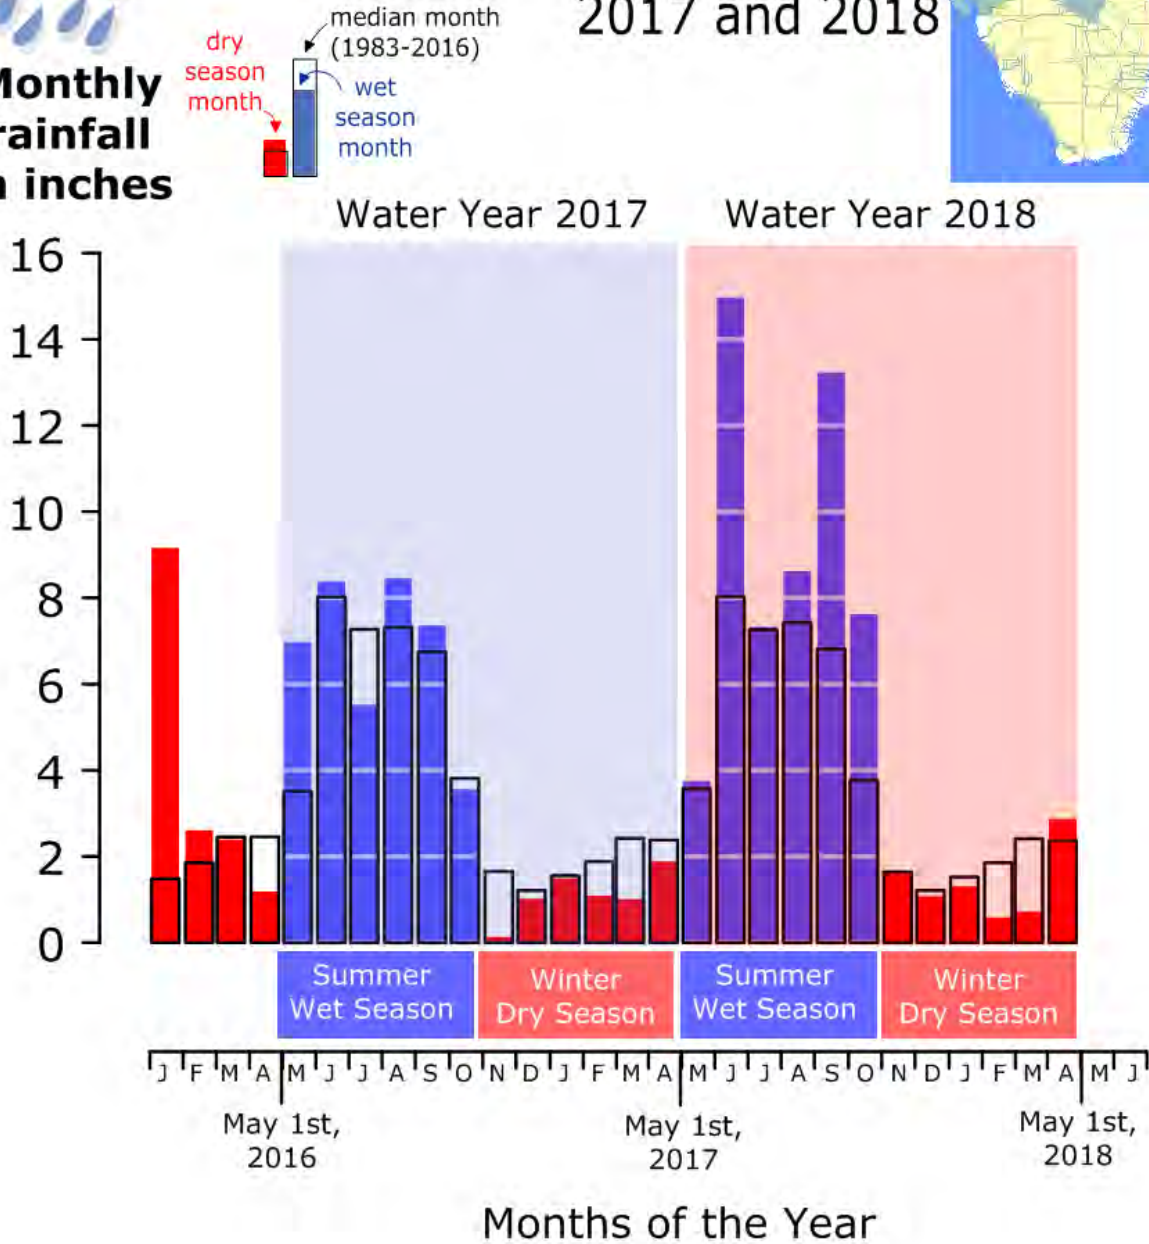 2017 and 2018
median month
(1983-2016)
dry
season
month
wet
season
month
Monthly
rainfall
inches
Water Year 2017
Water Year 2018
16
14
12
10
8
6
4
2
0
Summer
Wet Season
Winter
Dry Season
Summer
Wet Season
Winter
Dry Season
J F M A M J J A S O N D J F M A M J J A S O N D J F M A M J
May 1st,
2016
May 1st,
2017
May 1st,
2018
Months of the Year